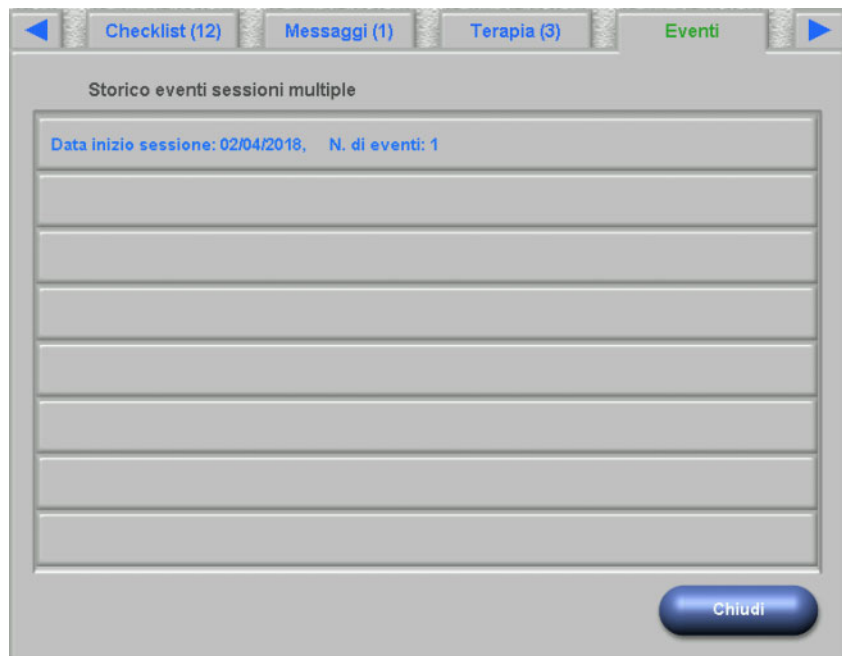 Checklist (12) Messaggi (1) Terapia (3) Eventi
Storico eventi sessioni multiple
Data inizio sessione: 02/04/2018, N. di eventi: 1
Chiudi